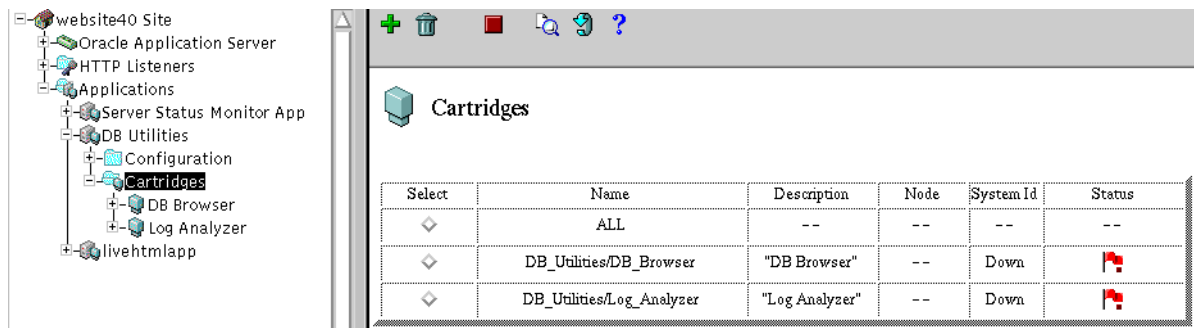 website40 Site
Oracle Application Server
HTTP Listeners
Applications
Server Status Monitor App
DB Utilities
Configuration
Cartridges
DB Browser
Log Analyzer
livehtmlapp
?
Cartridges
Select Name Description Node System Id Status
ALL -- -- -- --
DB_Utilities/DB_Browser "DB Browser" -- Down
DB_Utilities/Log_Analyzer "Log Analyzer" -- Down